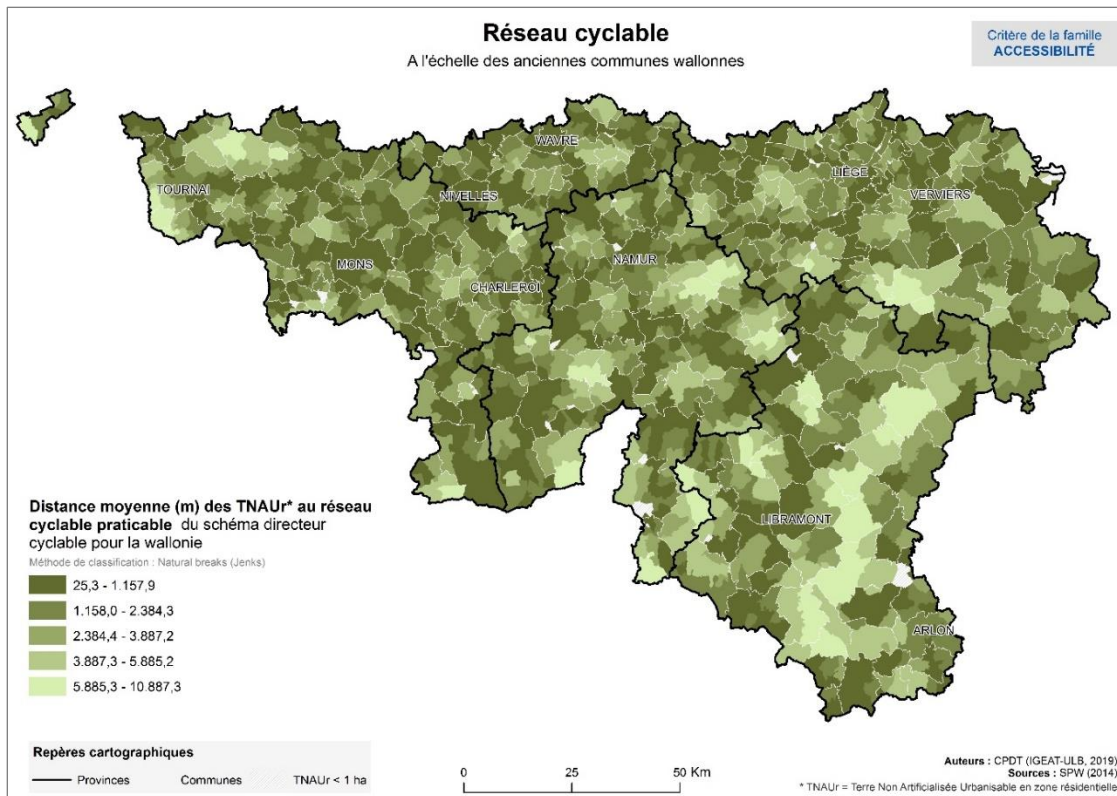 Réseau cyclable
A l'échelle des anciennes communes wallonnes
Critère de la famille
ACCESSIBILITÉ
WAVRE
LIÈGE
TOURNAI
NIVELLES
VERVIERS
MONS
NAMUR
CHARLEROI
LIBRAMONT
ARLON
Distance moyenne (m) des TNAUr* au réseau
cyclable praticable du schéma directeur
cyclable pour la wallonie
Méthode de classification : Natural breaks (Jenks)
25,3 - 1.157,9
1.158,0 - 2.384,3
2.384,4 - 3.887,2
3.887,3 - 5.885,2
5.885,3 - 10.887,3
Repères cartographiques
Provinces Communes TNAUr < 1 ha
0 25 50 Km
Auteurs : CPDT (IGEAT-ULB, 2019)
Sources : SPW (2014)
* TNAUr = Terre Non Artificialisée Urbanisable en zone résidentielle